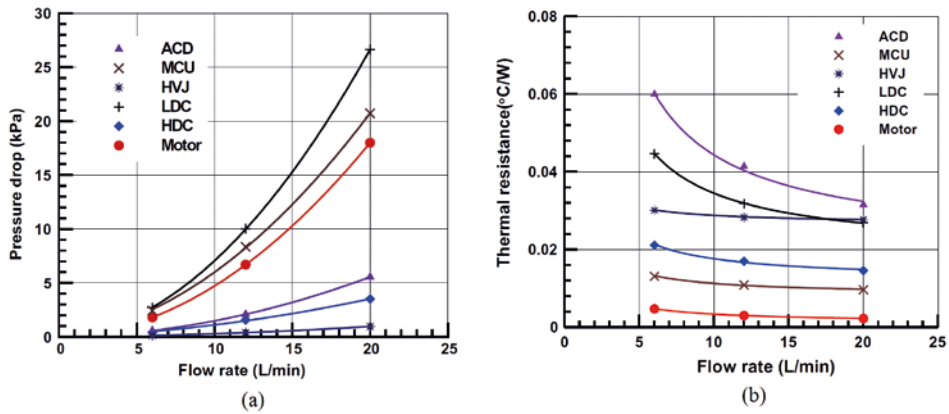 (a)
30
25
20
15
10
5
0
Pressure drop (kPa)
ACD
MCU
HVJ
LDC
HDC
Motor
0 5 10 15 20 25
Flow rate (L/min)
(a)
0.08
0.06
0.04
0.02
0
Thermal resistance(°C/W)
ACD
MCU
HVJ
LDC
HDC
Motor
0 5 10 15 20 25
Flow rate (L/min)
(b)